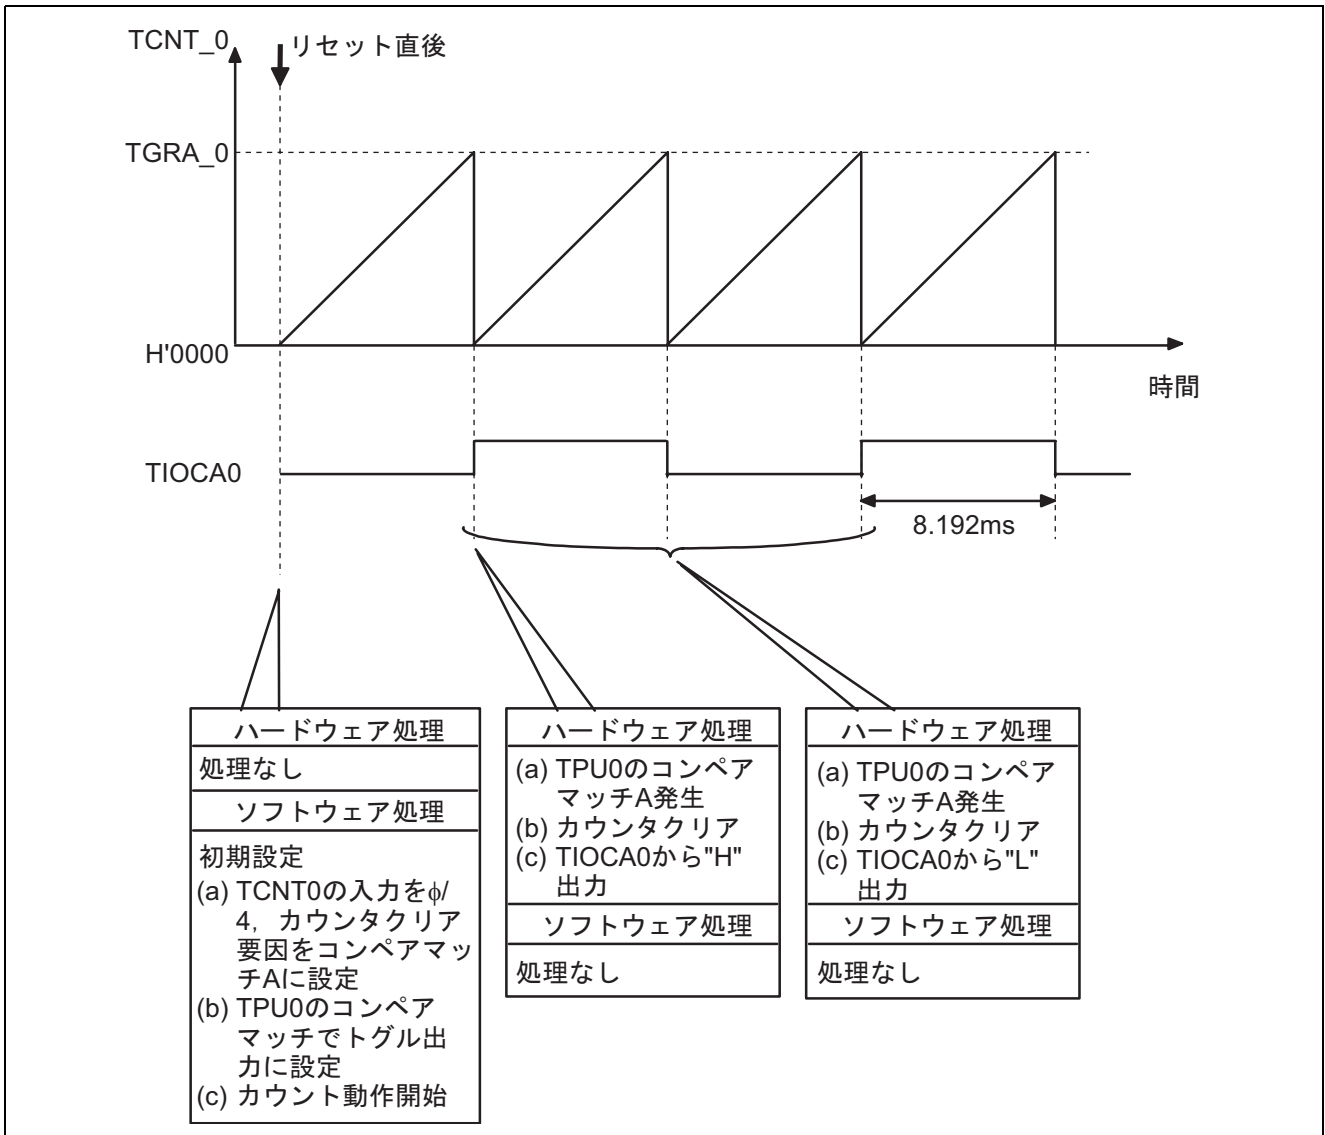 TCNT_0
リセット直後
TGRA_0
H'0000
時間
TIOCA0
8.192ms
ハードウェア処理
処理なし
ソフトウェア処理
初期設定
(a) TCNT0の入力をφ/
4，カウンタクリア
要因をコンペアマッ
チAに設定
(b) TPU0のコンペア
マッチでトグル出
力に設定
(c) カウント動作開始
ハードウェア処理
(a) TPU0のコンペア
マッチA発生
(b) カウンタクリア
(c) TIOCA0から"H"
出力
ソフトウェア処理
処理なし
ハードウェア処理
(a) TPU0のコンペア
マッチA発生
(b) カウンタクリア
(c) TIOCA0から"L"
出力
ソフトウェア処理
処理なし